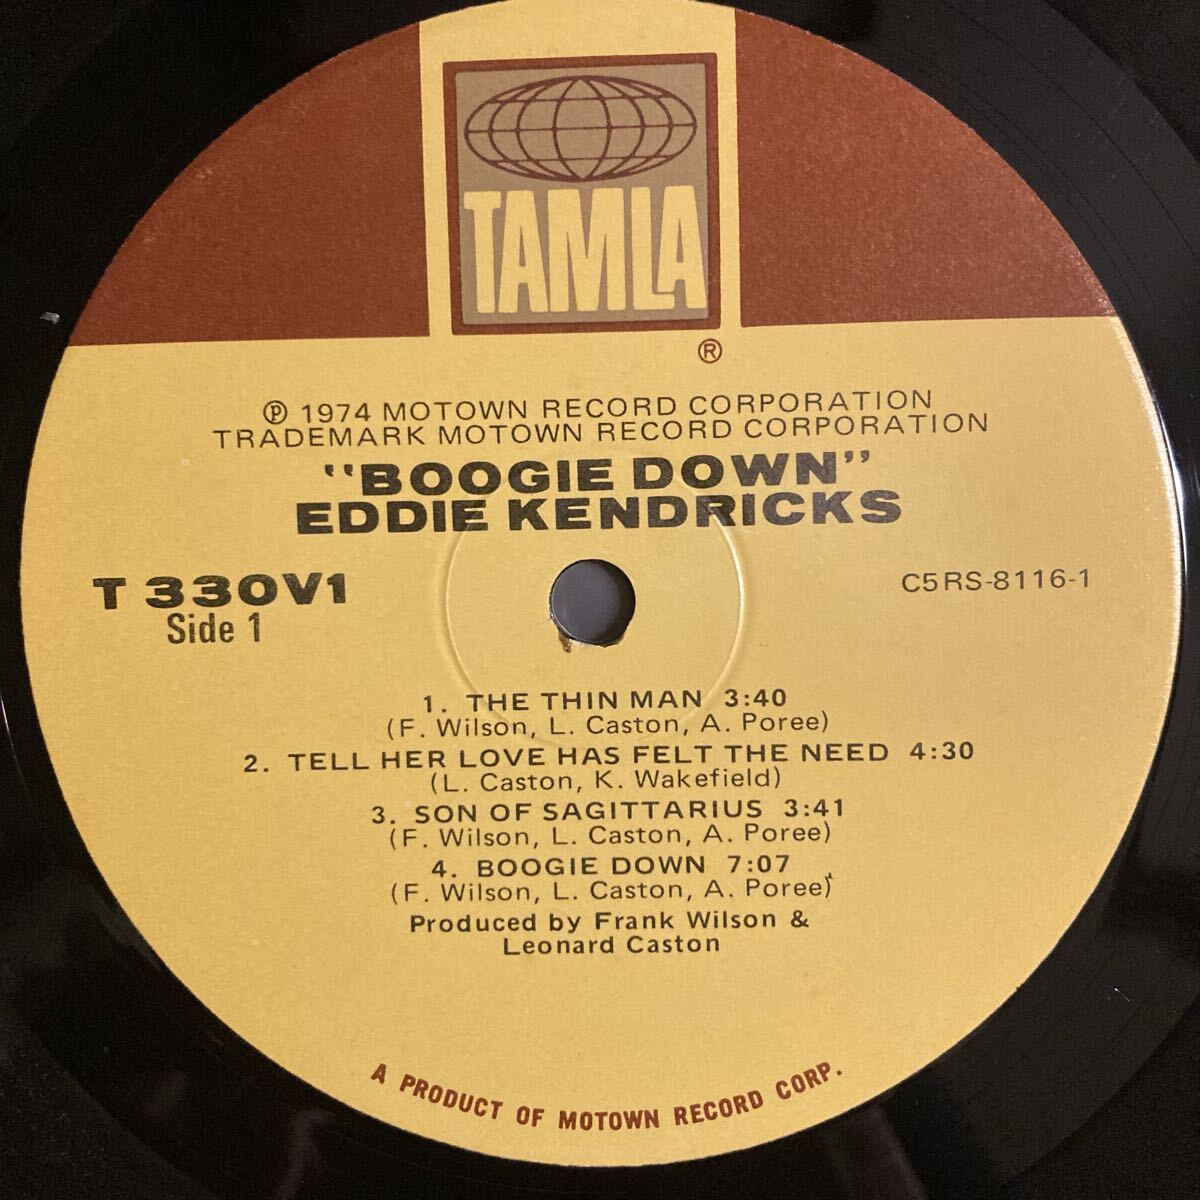 TAMLA
®
℗ 1974 MOTOWN RECORD CORPORATION
TRADEMARK MOTOWN RECORD CORPORATION
"BOOGIE DOWN"
EDDIE KENDRICKS
T 330V1
Side 1
C5RS-8116-1
1. THE THIN MAN 3:40
(F. Wilson, L. Caston, A. Poree)
2. TELL HER LOVE HAS FELT THE NEED 4:30
(L. Caston, K. Wakefield)
3. SON OF SAGITTARIUS 3:41
(F. Wilson, L. Caston, A. Poree)
4. BOOGIE DOWN 7:07
(F. Wilson, L. Caston, A. Poree)
Produced by Frank Wilson &
Leonard Caston
A PRODUCT OF MOTOWN RECORD CORP.